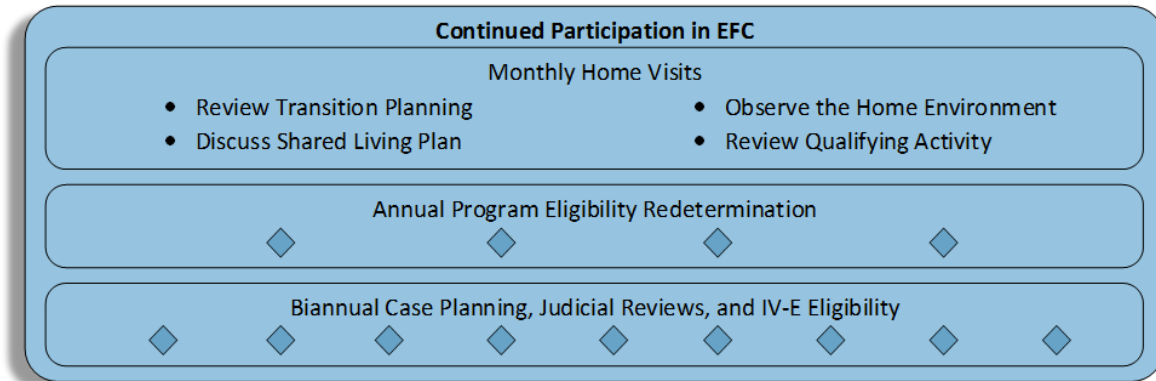 Continued Participation in EFC
Monthly Home Visits
• Review Transition Planning
• Discuss Shared Living Plan
• Observe the Home Environment
• Review Qualifying Activity
Annual Program Eligibility Redetermination
Biannual Case Planning, Judicial Reviews, and IV-E Eligibility